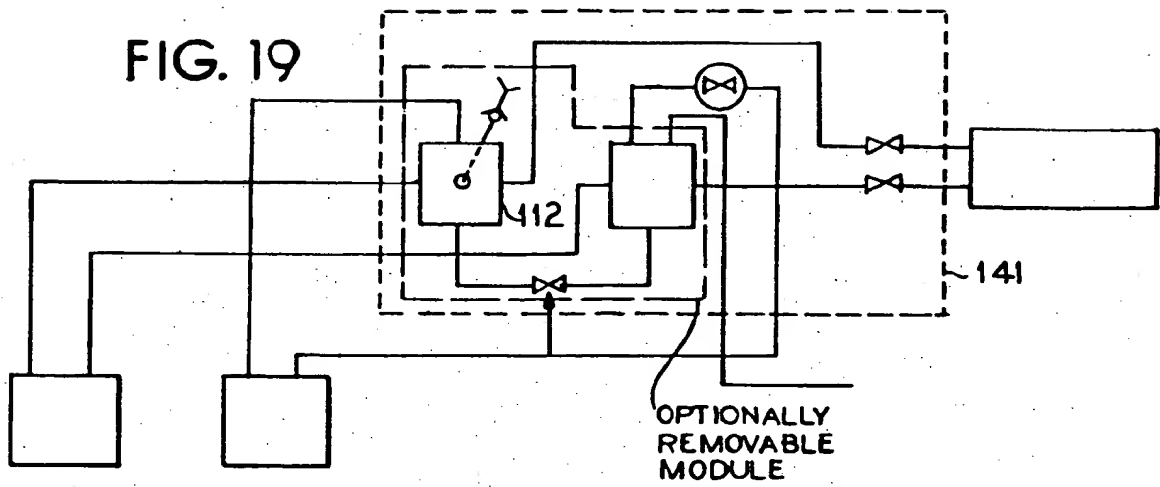 FIG. 19
112
141
OPTIONALLY
REMOVABLE
MODULE